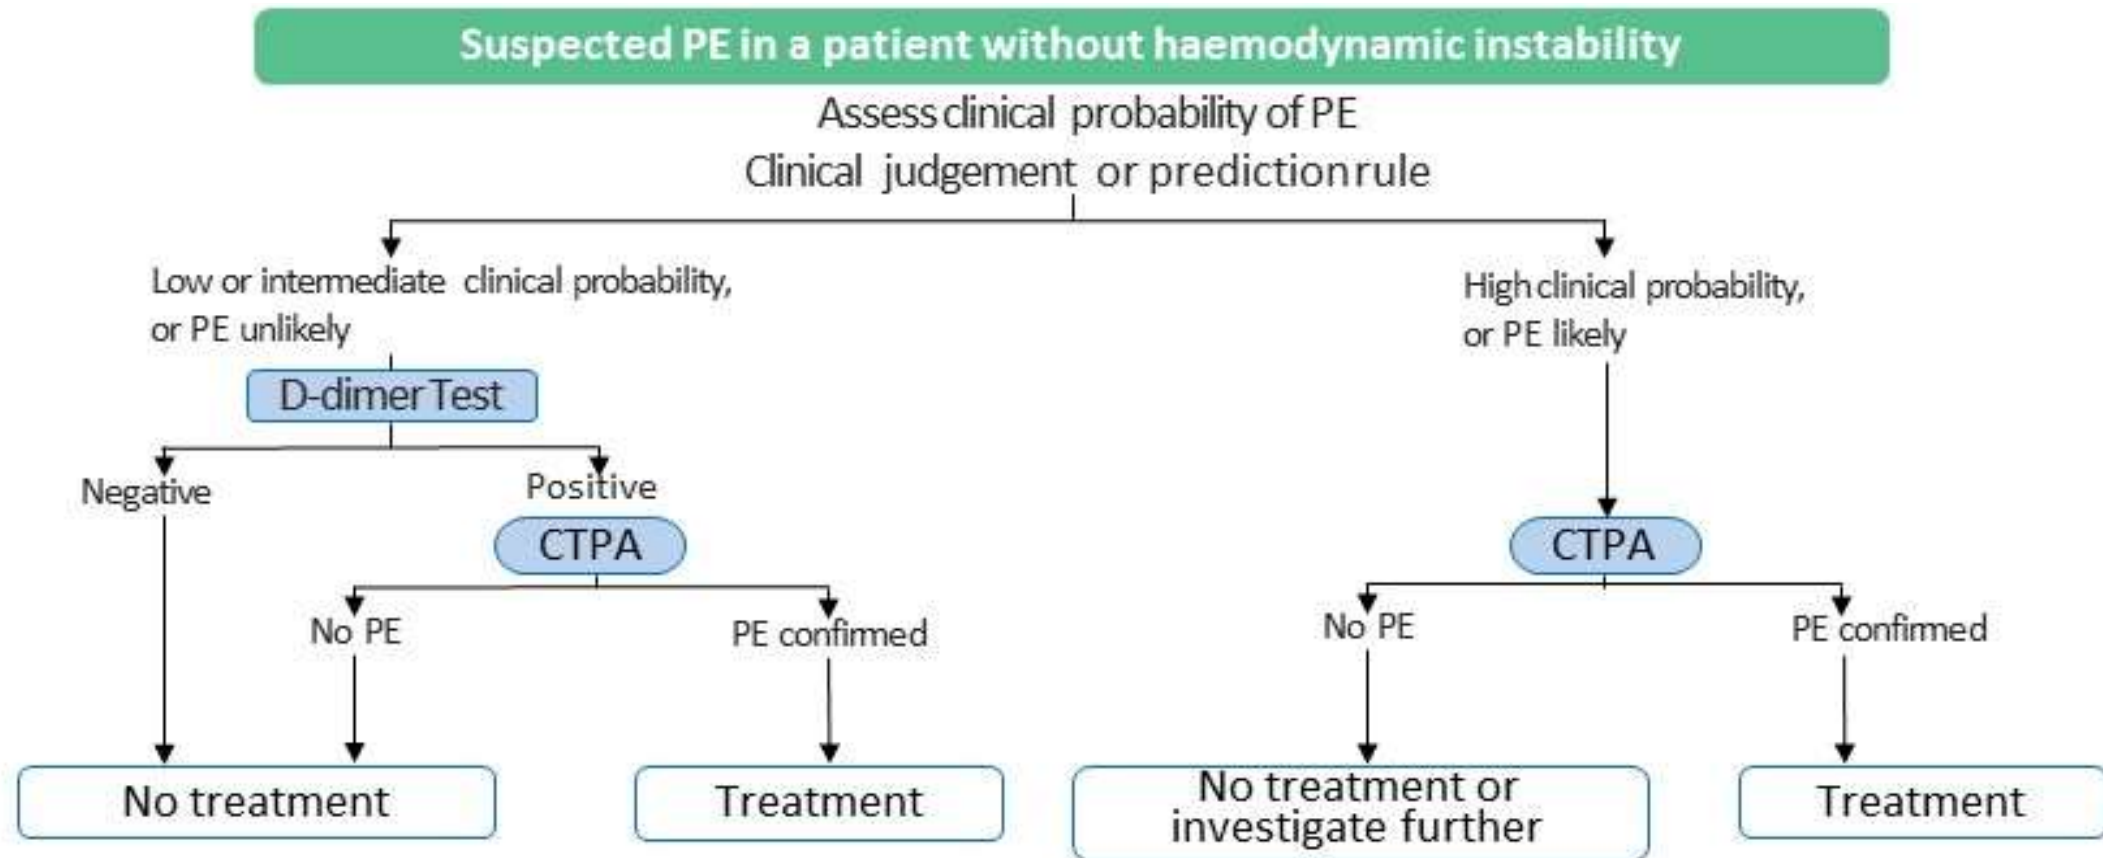 Suspected PE in a patient without haemodynamic instability
Assess clinical probability of PE
Clinical judgement or prediction rule
Low or intermediate clinical probability,
or PE unlikely
High clinical probability,
or PE likely
D-dimer Test
Negative
Positive
CTPA
CTPA
No PE
PE confirmed
No PE
PE confirmed
No treatment
Treatment
No treatment or
investigate further
Treatment